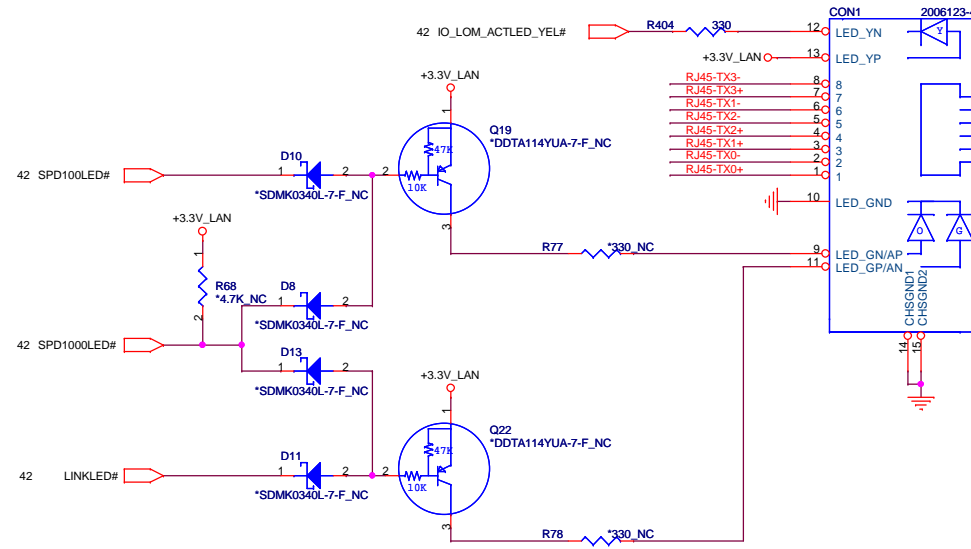 CON1 2006123-
42 IO_LOM_ACTLED_YEL# R404 330 12 LED_YN Y
+3.3V_LAN 13 LED_YP
+3.3V_LAN
RJ45-TX3- 8 8
RJ45-TX3+ 7 7
RJ45-TX1- 6 6
RJ45-TX2- 5 5
RJ45-TX2+ 4 4
RJ45-TX1+ 3 3
RJ45-TX0- 2 2
RJ45-TX0+ 1 1
1
Q19
*DDTA114YUA-7-F_NC
47K
10K
3
D10
42 SPD100LED# 1 2 2
*SDMK0340L-7-F_NC
10 LED_GND
O G
+3.3V_LAN
1
R68
*4.7K_NC
2
R77 *330_NC 9 LED_GN/AP
11 LED_GP/AN
D8
1 2
*SDMK0340L-7-F_NC
CHSGND1
CHSGND2
14
15
42 SPD1000LED#
D13
1 2
*SDMK0340L-7-F_NC
+3.3V_LAN
1
Q22
*DDTA114YUA-7-F_NC
47K
10K
3
D11
42 LINKLED# 1 2 2
*SDMK0340L-7-F_NC
R78 *330_NC